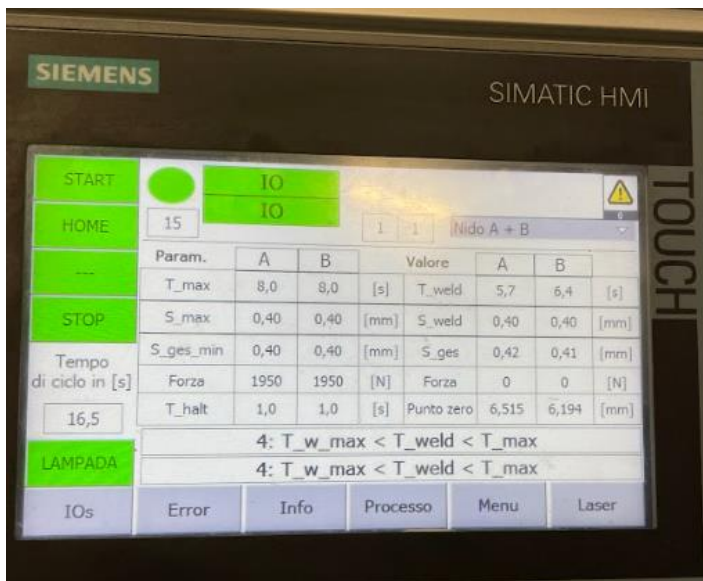 SIEMENS
SIMATIC HMI
TOUCH
START
IO
IO
HOME
15
1 1 Nido A + B
---
STOP
Param. A B Valore A B
T_max 8,0 8,0 [s] T_weld 5,7 6,4 [s]
S_max 0,40 0,40 [mm] S_weld 0,40 0,40 [mm]
S_ges_min 0,40 0,40 [mm] S_ges 0,42 0,41 [mm]
Forza 1950 1950 [N] Forza 0 0 [N]
T_halt 1,0 1,0 [s] Punto zero 6,515 6,194 [mm]
Tempo
di ciclo in [s]
16,5
4: T_w_max < T_weld < T_max
4: T_w_max < T_weld < T_max
LAMPADA
IOs Error Info Processo Menu Laser